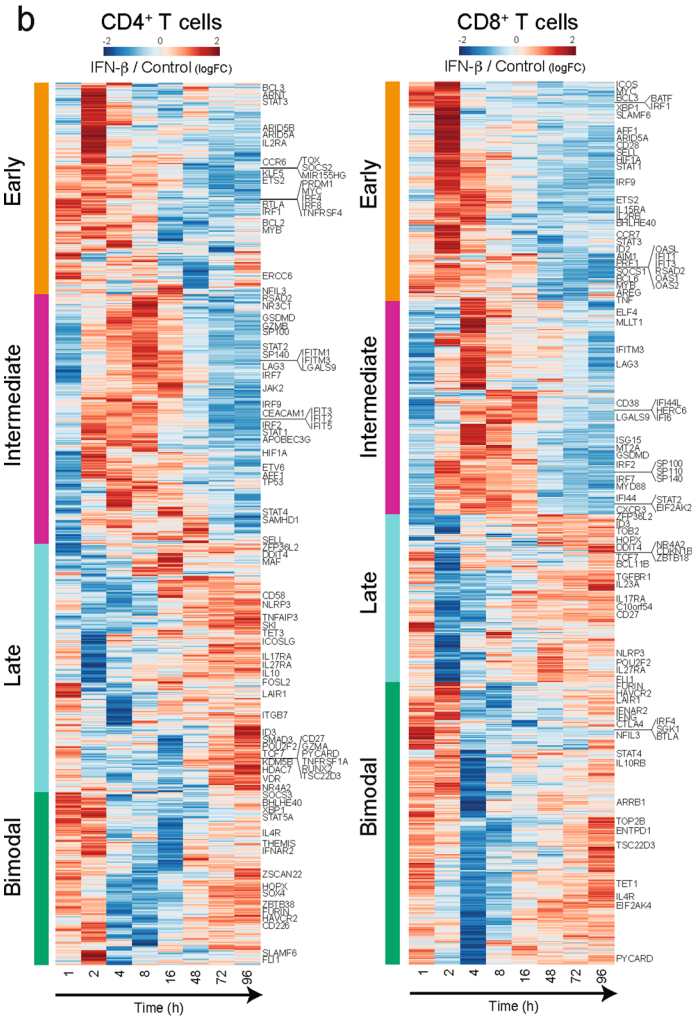 b
CD4+ T cells
-2 0 2
IFN-β / Control (logFC)
Early
Intermediate
Late
Bimodal
BCL3
ARNT
STAT3
ARID5B
ARID5A
IL2RA
CCR6
TOX
SOCS2
KLF5
MIR155HG
ETS2
PRDM1
MYC
IRF4
BTLA
IRF8
IRF1
TNFRSF4
BCL2
MYB
ERCC6
NFIL3
RSAD2
NR3C1
GSDMD
GZMB
SP100
STAT2
IFITM1
SP140
IFITM3
LAG3
LGALS9
IRF7
JAK2
IRF9
CEACAM1
IFIT3
IRF2
IFIT5
STAT1
APOBEC3G
HIF1A
ETV6
AFF1
TP53
STAT4
SAMHD1
SELL
ZFP36L2
DDIT4
MAF
CD58
NLRP3
TNFAIP3
SKI
TET3
ICOSLG
IL17RA
IL27RA
IL10
FOSL2
LAIR1
ITGB7
ID3
SMAD3
CD27
POU2F2
GZMA
TCF7
PYCARD
KDM5B
TNFRSF1A
HDAC7
RUNX2
VDR
TSC22D3
NR4A2
SOCS3
BHLHE40
XBP1
STAT5A
IL4R
THEMIS
IFNAR2
ZSCAN22
HOPX
SOX4
ZBTB38
FURIN
HAVCR2
CD226
SLAMF6
FLI1
1 2 4 8 16 48 72 96
Time (h)
CD8+ T cells
-2 0 2
IFN-β / Control (logFC)
Early
Intermediate
Late
Bimodal
ICOS
MYC
BCL3
BATF
XBP1
IRF1
SLAMF6
AFF1
ARID5A
CD28
SELL
HIF1A
STAT1
IRF9
ETS2
IL15RA
IL2RB
BHLHE40
CCR7
STAT3
ID2
OASL
AIM1
IFIT1
PRF1
IFIT3
SOCS1
RSAD2
BCL6
OAS1
MYB
OAS2
AREG
TNF
ELF4
MLLT1
IFITM3
LAG3
CD38
IFI44L
HERC6
LGALS9
IFI6
ISG15
MT2A
GSDMD
IRF2
SP100
SP110
IRF7
SP140
MYD88
IFI44
STAT2
CXCR3
EIF2AK2
ZFP36L2
ID3
TOB2
HOPX
DDIT4
NR4A2
CDKN1B
TCF7
ZBTB18
BCL11B
TGFBR1
IL23A
IL17RA
C10orf54
CD27
NLRP3
POU2F2
IL27RA
FLI1
FURIN
HAVCR2
LAIR1
IFNAR2
IFNG
CTLA4
IRF4
SGK1
NFIL3
BTLA
STAT4
IL10RB
ARRB1
TOP2B
ENTPD1
TSC22D3
TET1
IL4R
EIF2AK4
PYCARD
1 2 4 8 16 48 72 96
Time (h)